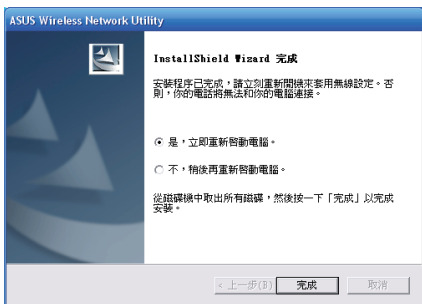 ASUS Wireless Network Utility
InstallShield Wizard 完成
安裝程序已完成，請立刻重新開機來套用無線設定。否
則，你的電話將無法和你的電腦連接。
是，立即重新啓動電腦。
不，稍後再重新啓動電腦。
從磁碟機中取出所有磁碟，然後按一下「完成」以完成
安裝。
< 上一步(B) 完成 取消